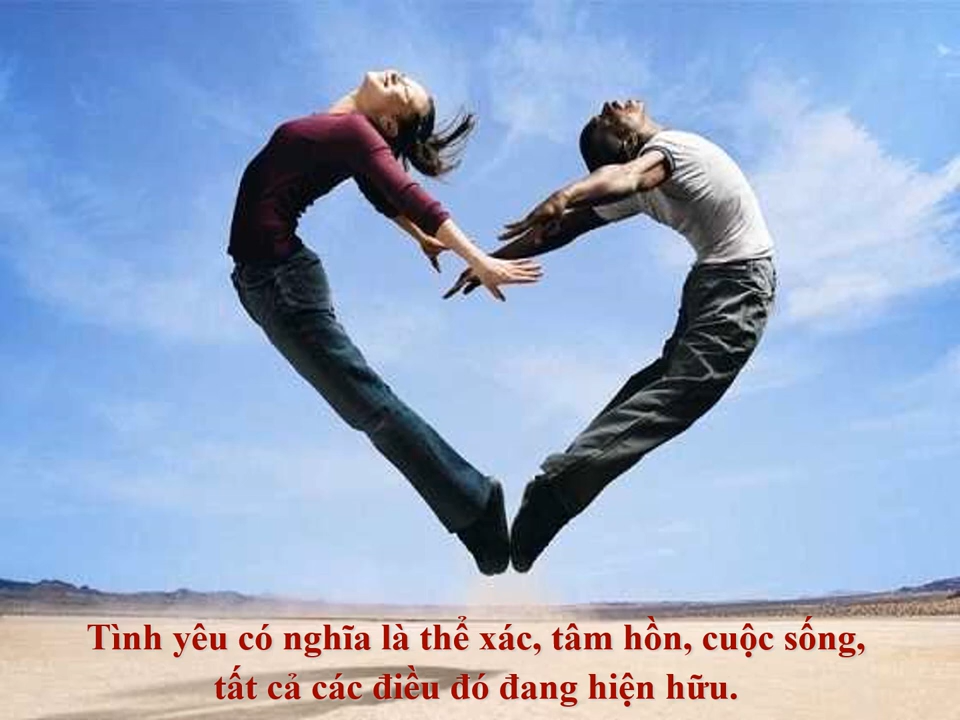 Tình yêu có nghĩa là thể xác, tâm hồn, cuộc sống,
tất cả các điều đó đang hiện hữu.